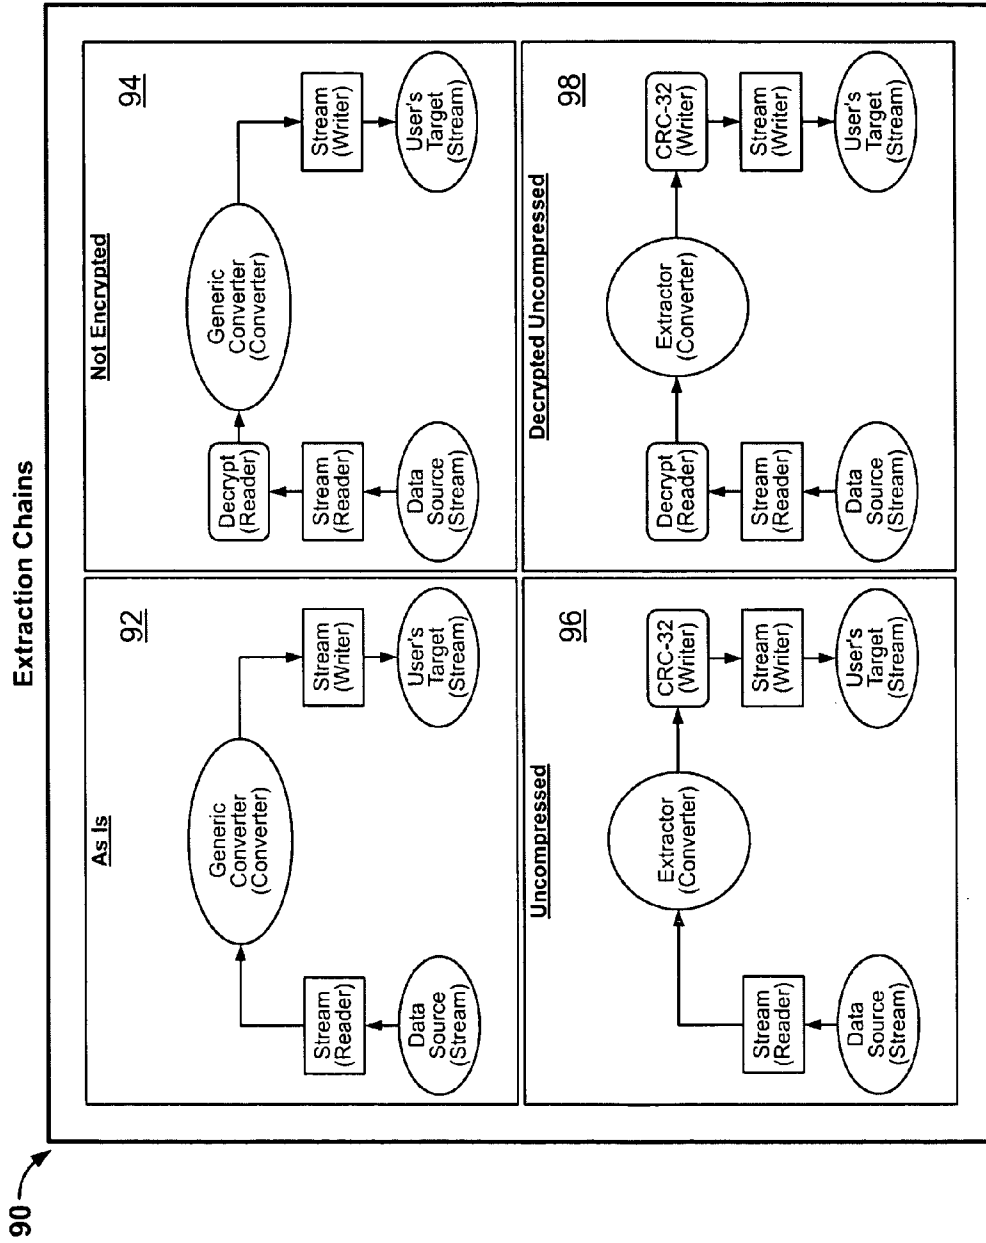 Extraction Chains
90
As Is
92
Data
Source
(Stream)
Stream
(Reader)
Generic
Converter
(Converter)
Stream
(Writer)
User's
Target
(Stream)
Not Encrypted
94
Data
Source
(Stream)
Stream
(Reader)
Decrypt
(Reader)
Generic
Converter
(Converter)
Stream
(Writer)
User's
Target
(Stream)
Uncompressed
96
Data
Source
(Stream)
Stream
(Reader)
Extractor
(Converter)
CRC-32
(Writer)
Stream
(Writer)
User's
Target
(Stream)
Decrypted Uncompressed
98
Data
Source
(Stream)
Stream
(Reader)
Decrypt
(Reader)
Extractor
(Converter)
CRC-32
(Writer)
Stream
(Writer)
User's
Target
(Stream)